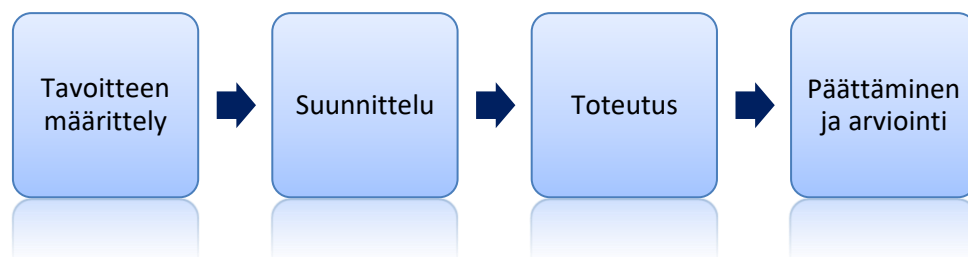 Tavoitteen
määrittely
Suunnittelu
Toteutus
Päättäminen
ja arviointi